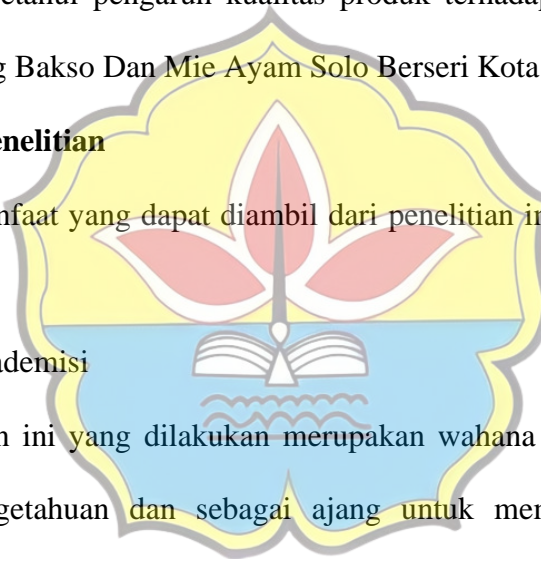 etahui pengaruh kualitas produk terhadap
g Bakso Dan Mie Ayam Solo Berseri Kota
enelitian
nfaat yang dapat diambil dari penelitian in
ademisi
n ini yang dilakukan merupakan wahana
getahuan dan sebagai ajang untuk men